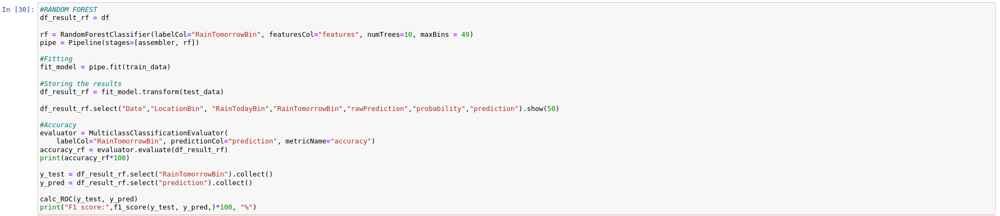 In [30]: #RANDOM FOREST
df_result_rf = df
rf = RandomForestClassifier(labelCol="RainTomorrowBin", featuresCol="features", numTrees=10, maxBins = 49)
pipe = Pipeline(stages=[assembler, rf])
#Fitting
fit_model = pipe.fit(train_data)
#Storing the results
df_result_rf = fit_model.transform(test_data)
df_result_rf.select("Date","LocationBin", "RainTodayBin","RainTomorrowBin","rawPrediction","probability","prediction").show(50)
#Accuracy
evaluator = MulticlassClassificationEvaluator(
    labelCol="RainTomorrowBin", predictionCol="prediction", metricName="accuracy")
accuracy_rf = evaluator.evaluate(df_result_rf)
print(accuracy_rf*100)
y_test = df_result_rf.select("RainTomorrowBin").collect()
y_pred = df_result_rf.select("prediction").collect()
calc_ROC(y_test, y_pred)
print("F1 score:",f1_score(y_test, y_pred,)*100, "%")